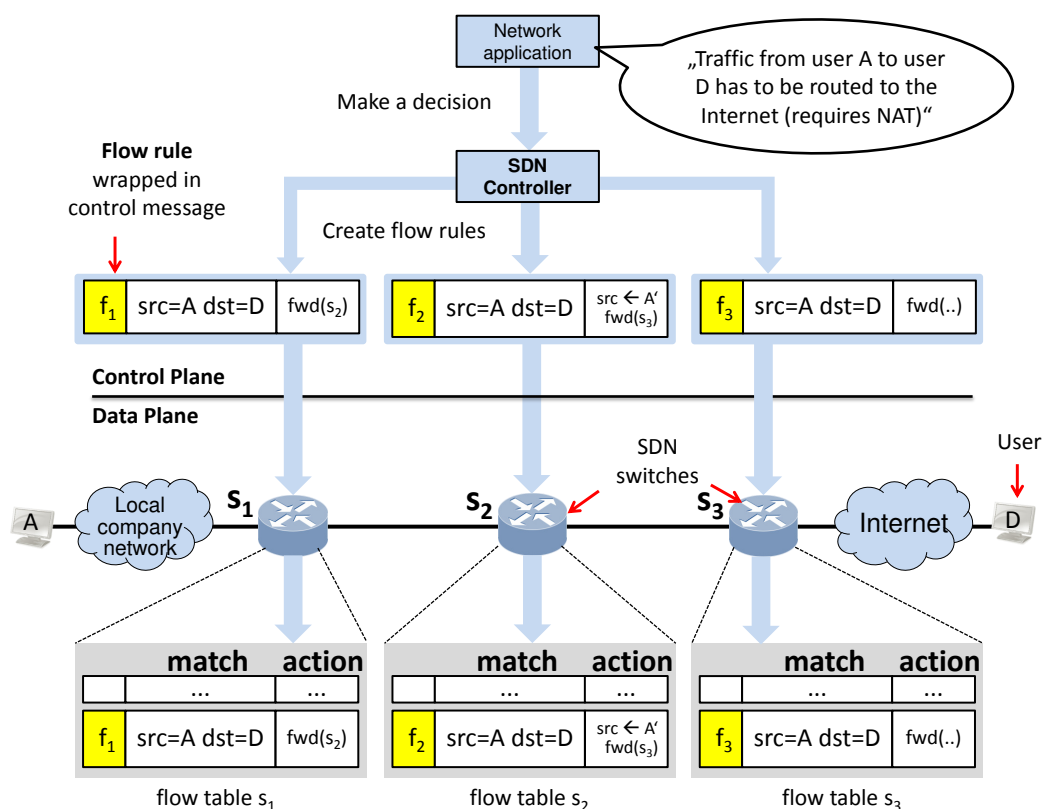 Network
application
„Traffic from user A to user
D has to be routed to the
Internet (requires NAT)“
Make a decision
Flow rule
wrapped in
control message
SDN
Controller
Create flow rules
f₁ src=A dst=D fwd(s₂)
f₂ src=A dst=D src ← A‘
fwd(s₃)
f₃ src=A dst=D fwd(..)
Control Plane
Data Plane
SDN
switches
User
A
Local
company
network
s₁
s₂
s₃
Internet
D
match action
... ...
f₁ src=A dst=D fwd(s₂)
flow table s₁
match action
... ...
f₂ src=A dst=D src ← A‘
fwd(s₃)
flow table s₂
match action
... ...
f₃ src=A dst=D fwd(..)
flow table s₃